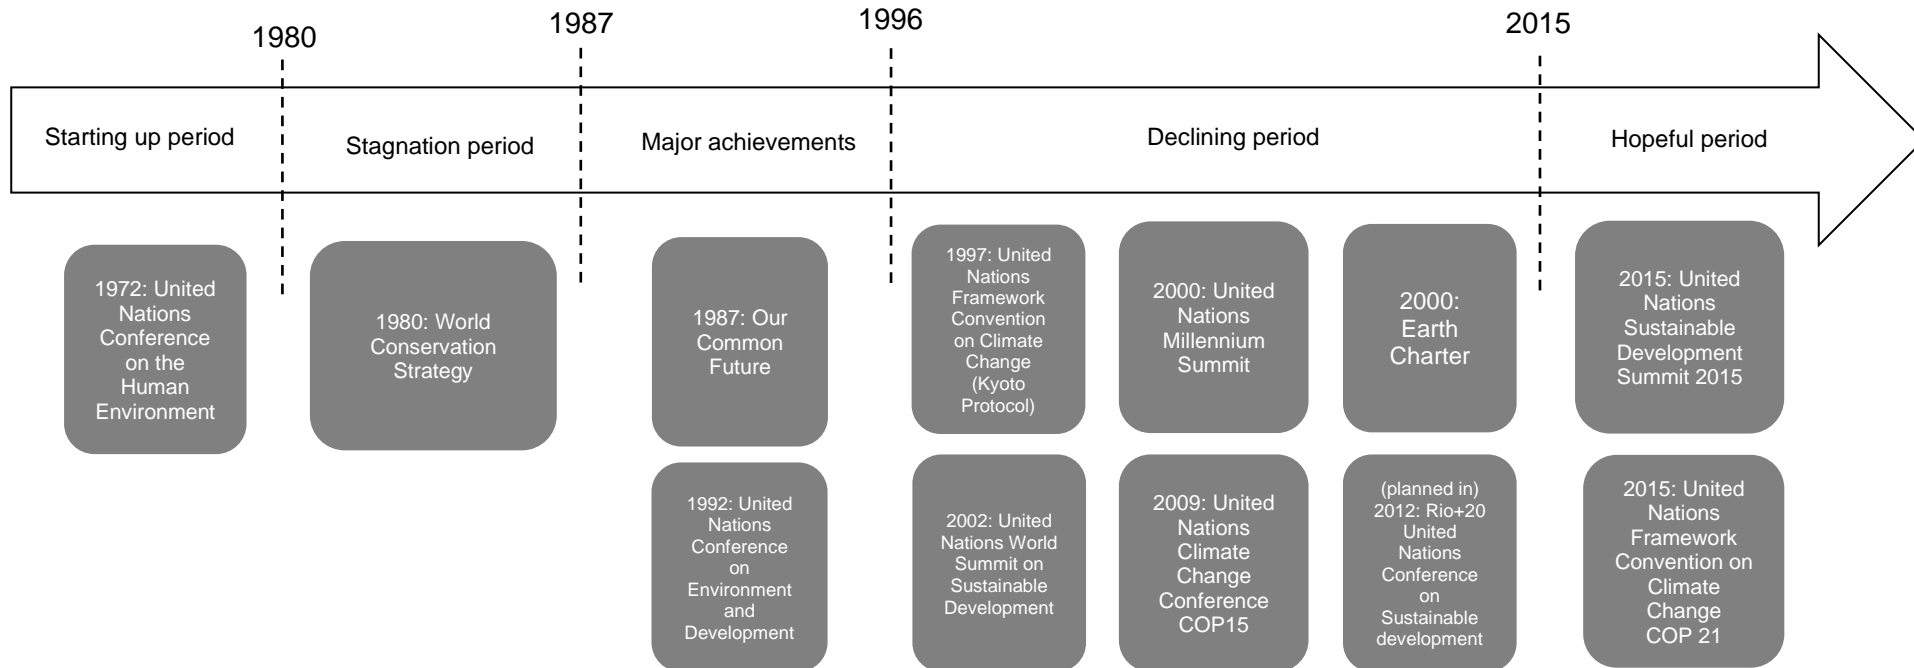 1980
1987
1996
2015
Starting up period
Stagnation period
Major achievements
Declining period
Hopeful period
1972: United
Nations
Conference
on the
Human
Environment
1980: World
Conservation
Strategy
1987: Our
Common
Future
1997: United
Nations
Framework
Convention
on Climate
Change
(Kyoto
Protocol)
2000: United
Nations
Millennium
Summit
2000:
Earth
Charter
2015: United
Nations
Sustainable
Development
Summit 2015
1992: United
Nations
Conference
on
Environment
and
Development
2002: United
Nations World
Summit on
Sustainable
Development
2009: United
Nations
Climate
Change
Conference
COP15
(planned in)
2012: Rio+20
United
Nations
Conference
on
Sustainable
development
2015: United
Nations
Framework
Convention on
Climate
Change
COP 21